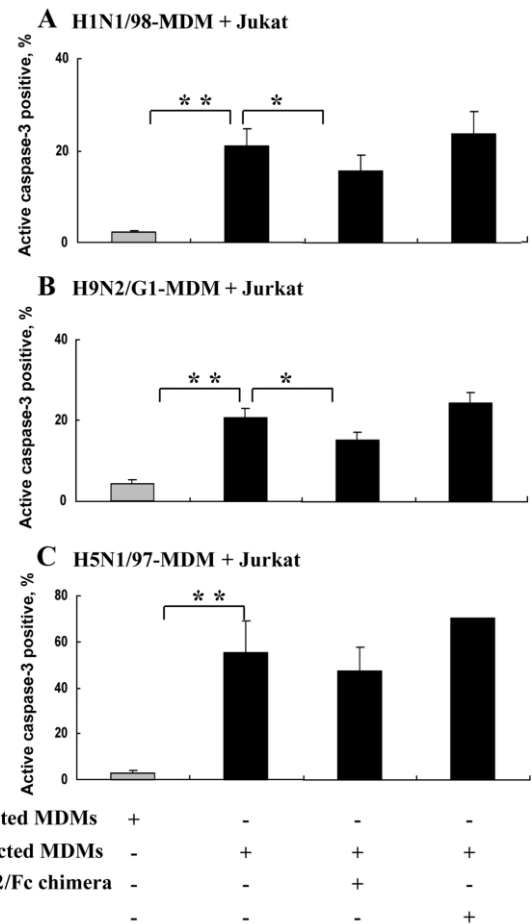 A H1N1/98-MDM + Jukat
Active caspase-3 positive, %
40
20
0
* *
*
B H9N2/G1-MDM + Jurkat
Active caspase-3 positive, %
40
20
0
* *
*
C H5N1/97-MDM + Jurkat
Active caspase-3 positive, %
80
60
40
20
0
* *
ted MDMs + - - -
cted MDMs - + + +
2/Fc chimera - - + -
- - - +